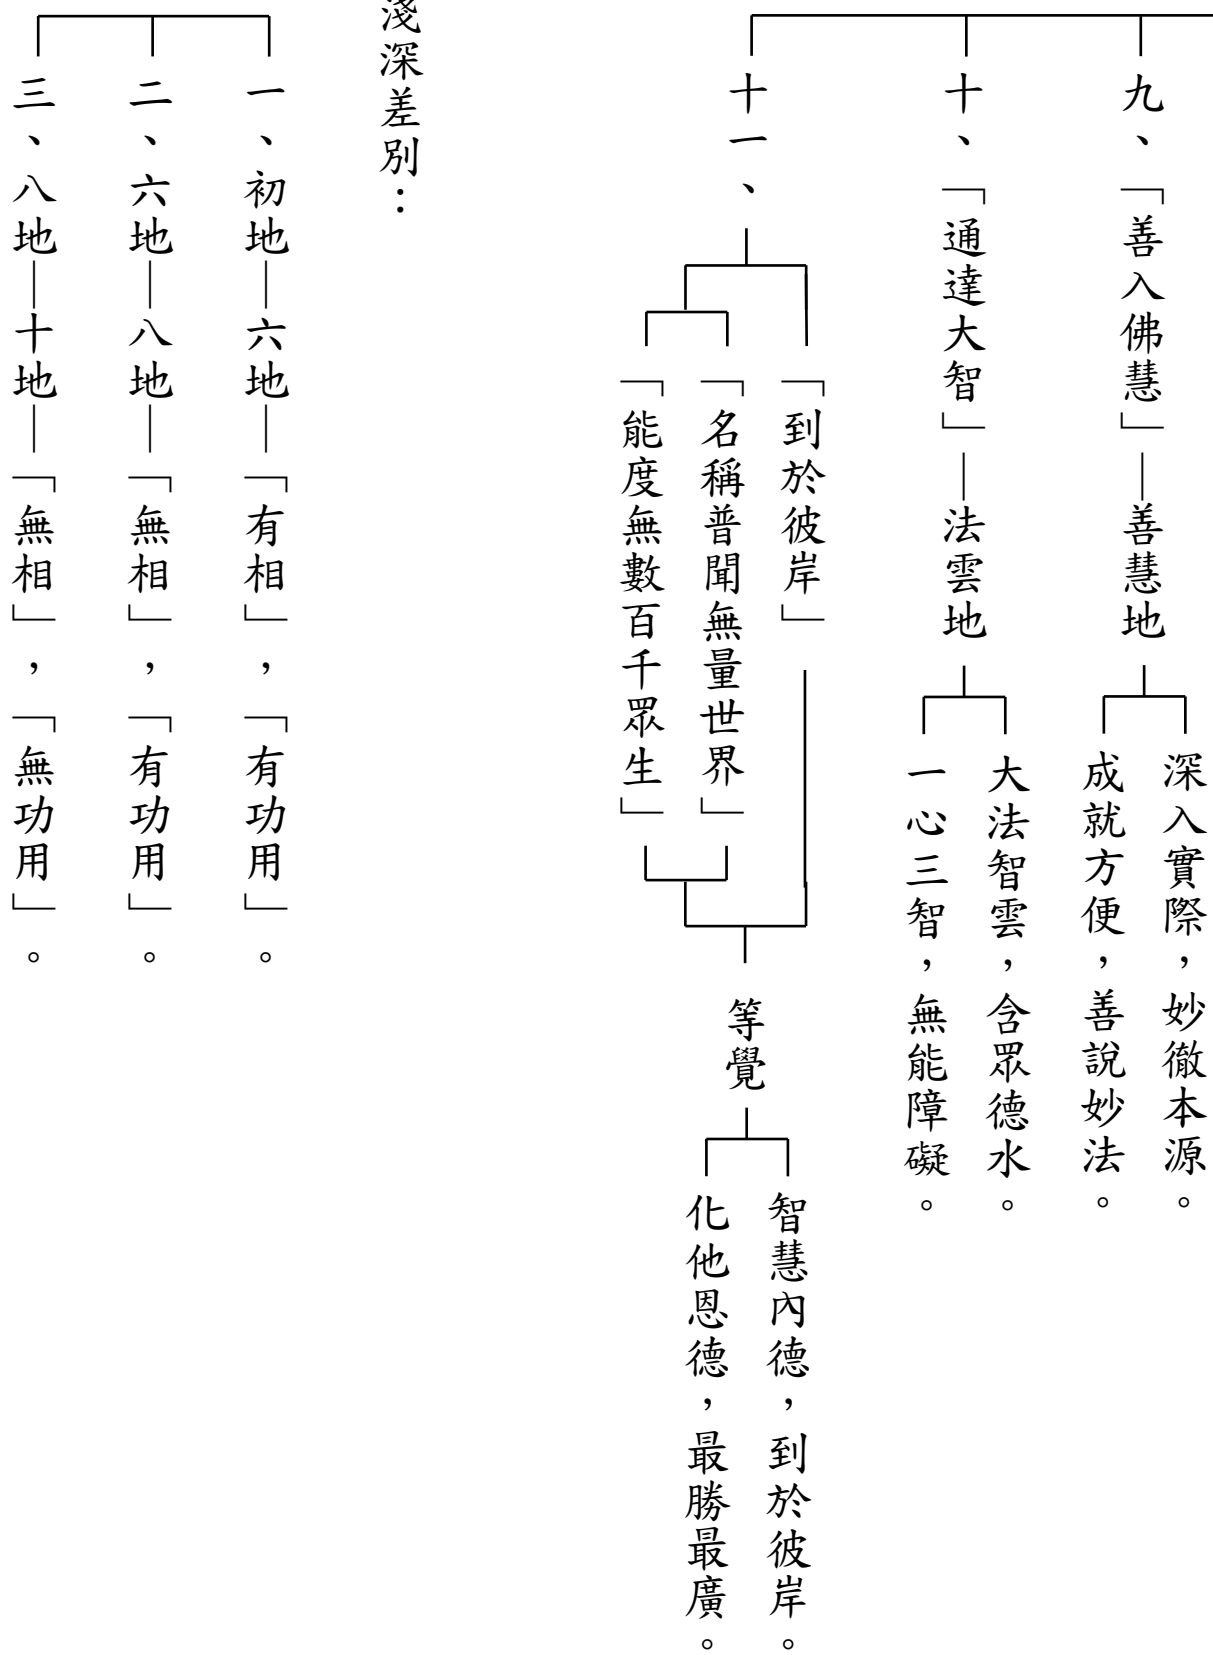 九、「善入佛慧」—善慧地
深入實際，妙徹本源。
成就方便，善說妙法。
十、「通達大智」—法雲地
大法智雲，含眾德水。
一心三智，無能障礙。
十一、
「到於彼岸」
「名稱普聞無量世界」
「能度無數百千眾生」
等覺
智慧內德，到於彼岸。
化他恩德，最勝最廣。
淺深差別：
一、初地—六地—「有相」，「有功用」。
二、六地—八地—「無相」，「有功用」。
三、八地—十地—「無相」，「無功用」。